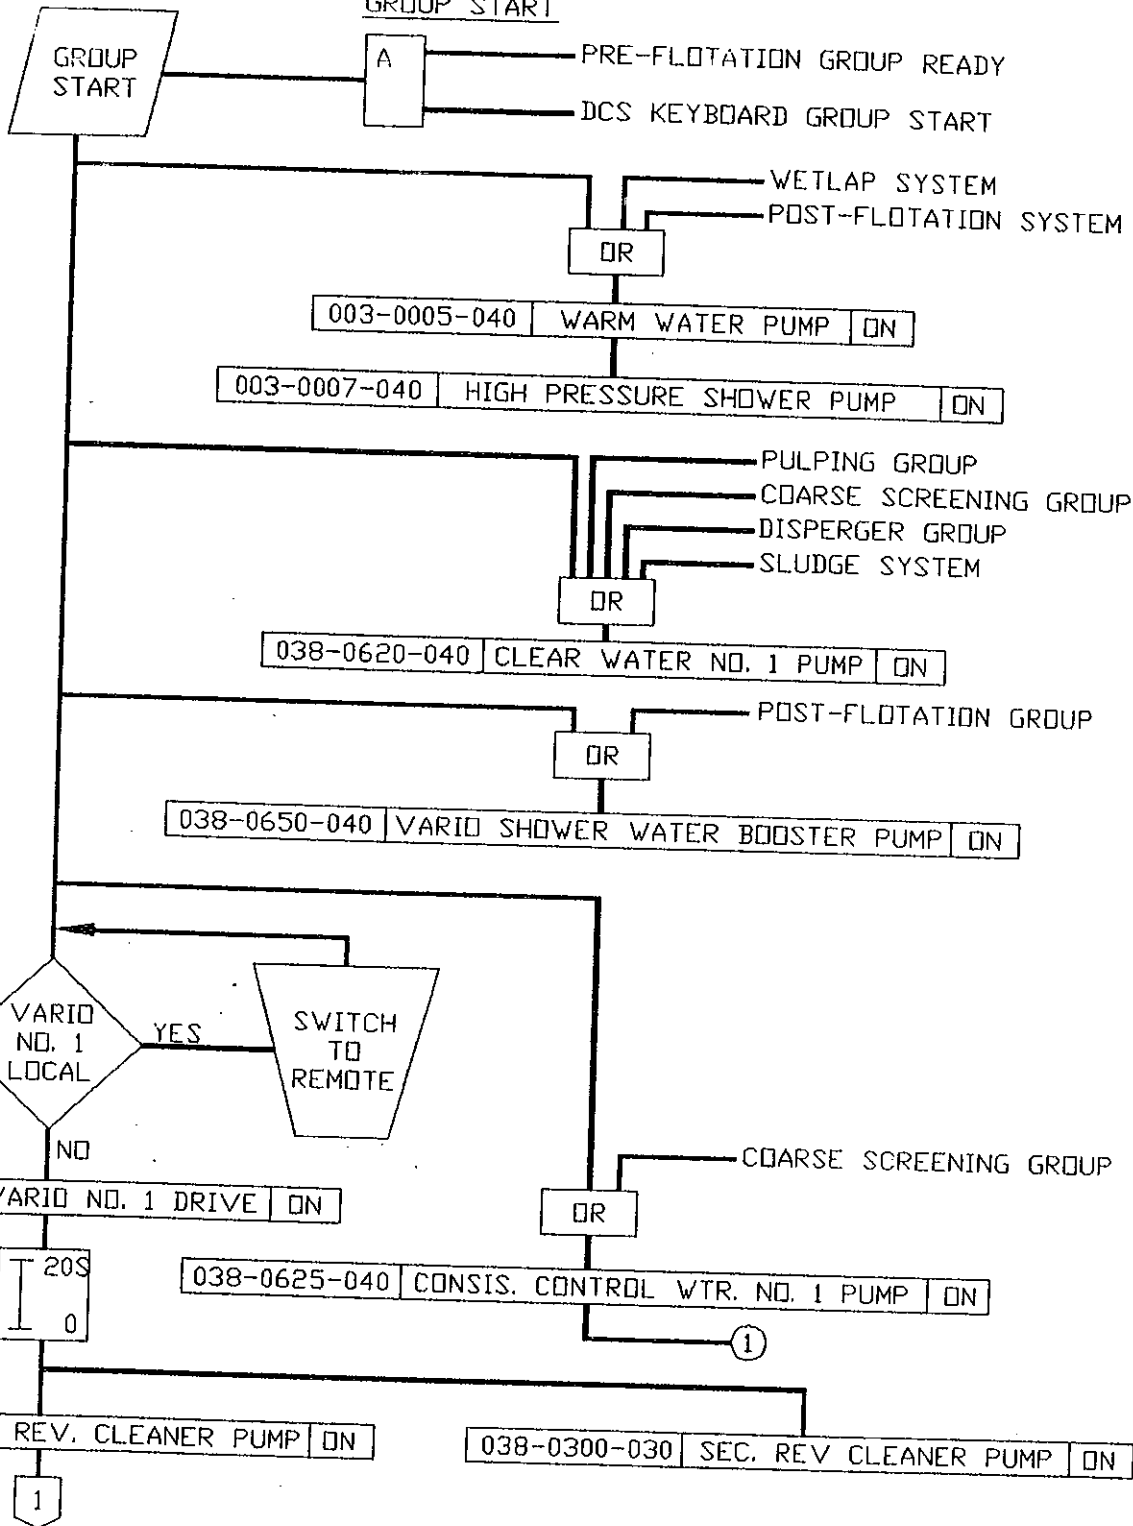 GROUP START
GROUP
START
A
PRE-FLOTATION GROUP READY
DCS KEYBOARD GROUP START
WETLAP SYSTEM
POST-FLOTATION SYSTEM
OR
003-0005-040 WARM WATER PUMP ON
003-0007-040 HIGH PRESSURE SHOWER PUMP ON
PULPING GROUP
COARSE SCREENING GROUP
DISPERGER GROUP
SLUDGE SYSTEM
OR
038-0620-040 CLEAR WATER NO. 1 PUMP ON
POST-FLOTATION GROUP
OR
038-0650-040 VARIO SHOWER WATER BOOSTER PUMP ON
VARIO
NO. 1
LOCAL
YES
SWITCH
TO
REMOTE
NO
COARSE SCREENING GROUP
VARIO NO. 1 DRIVE ON
OR
20S
0
038-0625-040 CONSIS. CONTROL WTR. NO. 1 PUMP ON
1
REV. CLEANER PUMP ON
038-0300-030 SEC. REV CLEANER PUMP ON
1